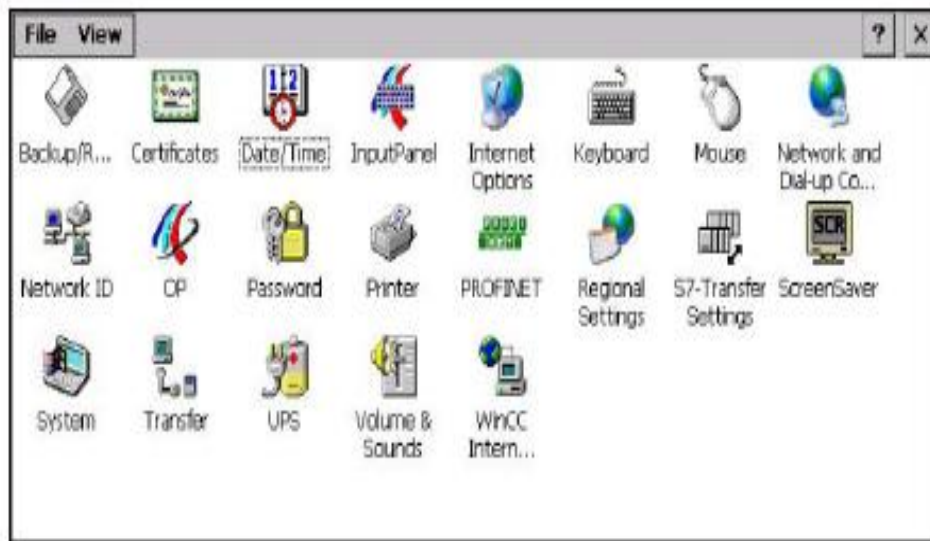 File View ? X
Backup/R... Certificates Date/Time InputPanel Internet Options Keyboard Mouse Network and Dial-up Co...
Network ID OP Password Printer PROFINET Regional Settings S7-Transfer Settings ScreenSaver
SCR
System Transfer UPS Volume & Sounds WinCC Intern...